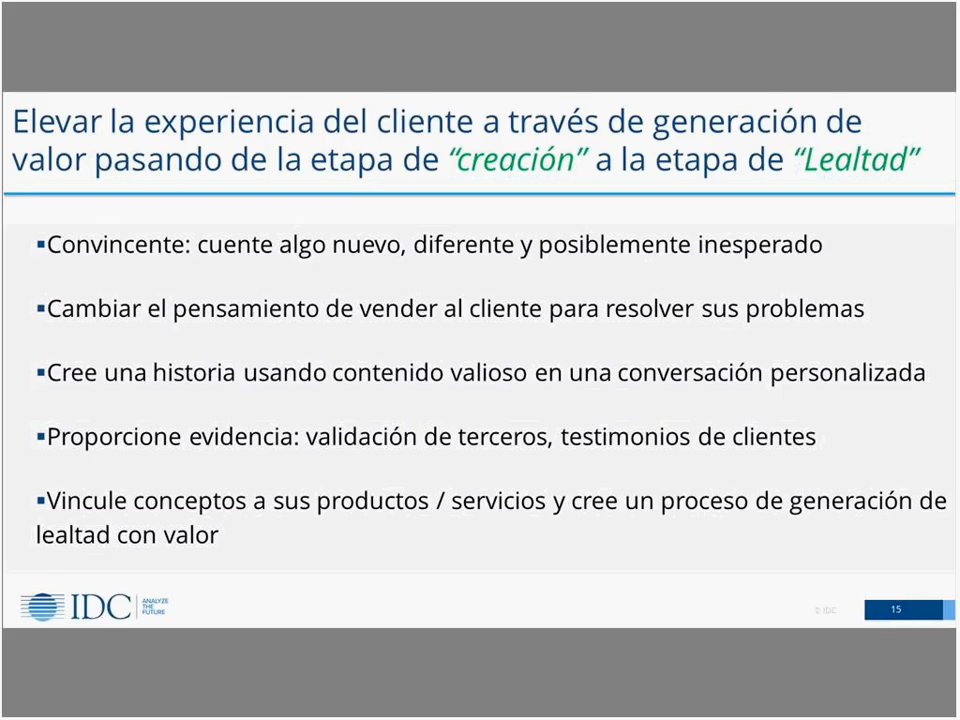 Elevar la experiencia del cliente a través de generación de
valor pasando de la etapa de “creación” a la etapa de “Lealtad”
▪Convincente: cuente algo nuevo, diferente y posiblemente inesperado
▪Cambiar el pensamiento de vender al cliente para resolver sus problemas
▪Cree una historia usando contenido valioso en una conversación personalizada
▪Proporcione evidencia: validación de terceros, testimonios de clientes
▪Vincule conceptos a sus productos / servicios y cree un proceso de generación de
lealtad con valor
IDC
ANALYZE
THE
FUTURE
© IDC
15